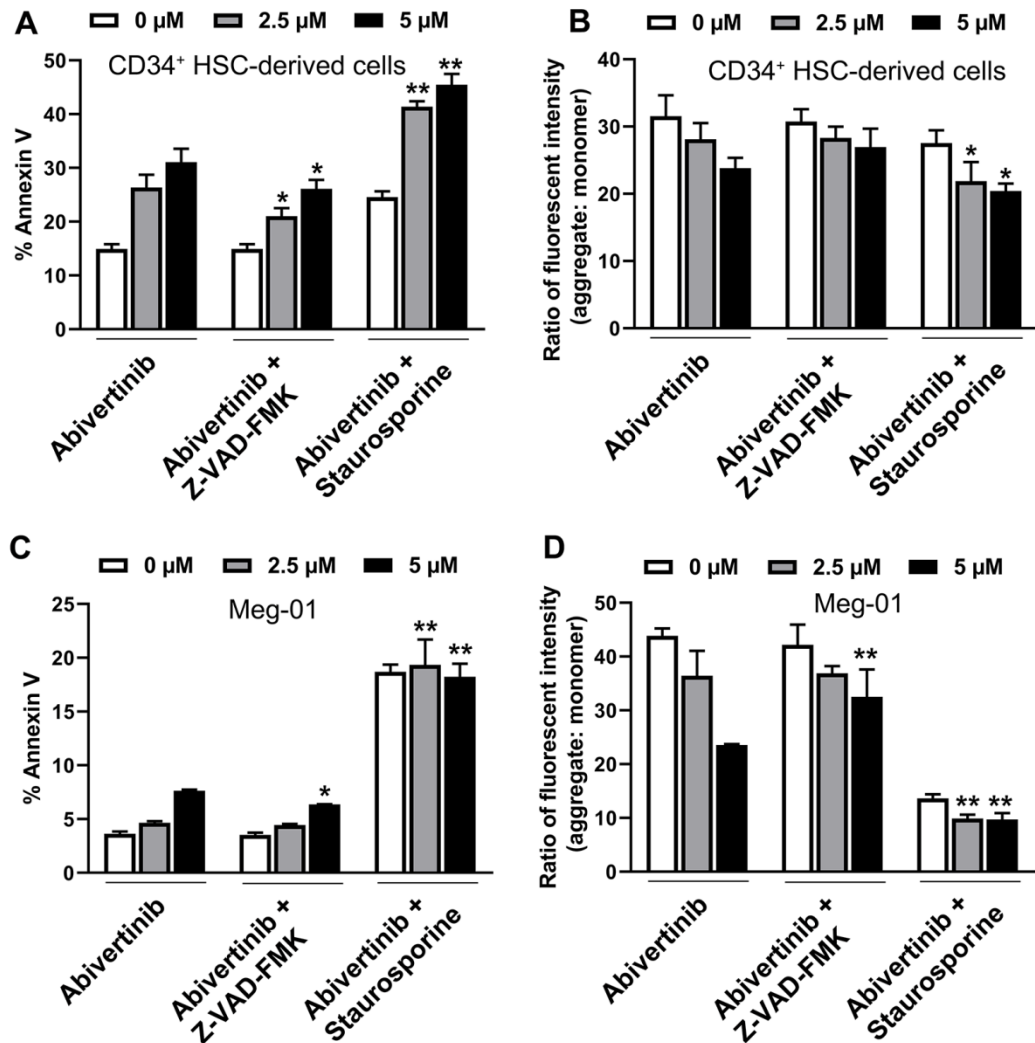 A
0 µM 2.5 µM 5 µM
CD34⁺ HSC-derived cells
% Annexin V
50
40
30
20
10
0
* * ** **
Abivertinib
Abivertinib +
Z-VAD-FMK
Abivertinib +
Staurosporine
B
0 µM 2.5 µM 5 µM
CD34⁺ HSC-derived cells
Ratio of fluorescent intensity
(aggregate: monomer)
40
30
20
10
0
* *
Abivertinib
Abivertinib +
Z-VAD-FMK
Abivertinib +
Staurosporine
C
0 µM 2.5 µM 5 µM
Meg-01
% Annexin V
25
20
15
10
5
0
* ** **
Abivertinib
Abivertinib +
Z-VAD-FMK
Abivertinib +
Staurosporine
D
0 µM 2.5 µM 5 µM
Meg-01
Ratio of fluorescent intensity
(aggregate: monomer)
50
40
30
20
10
0
** ** **
Abivertinib
Abivertinib +
Z-VAD-FMK
Abivertinib +
Staurosporine